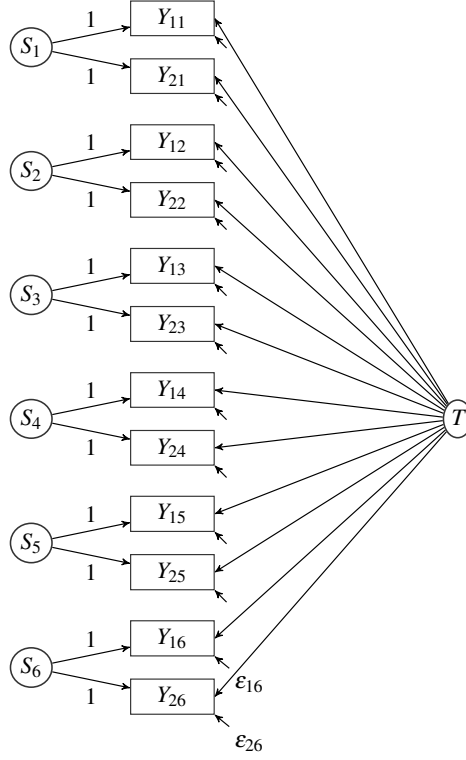 1 Y₁₁
S₁
1 Y₂₁
1 Y₁₂
S₂
1 Y₂₂
1 Y₁₃
S₃
1 Y₂₃
1 Y₁₄
S₄ T
1 Y₂₄
1 Y₁₅
S₅
1 Y₂₅
1 Y₁₆
S₆ ε₁₆
1 Y₂₆
ε₂₆